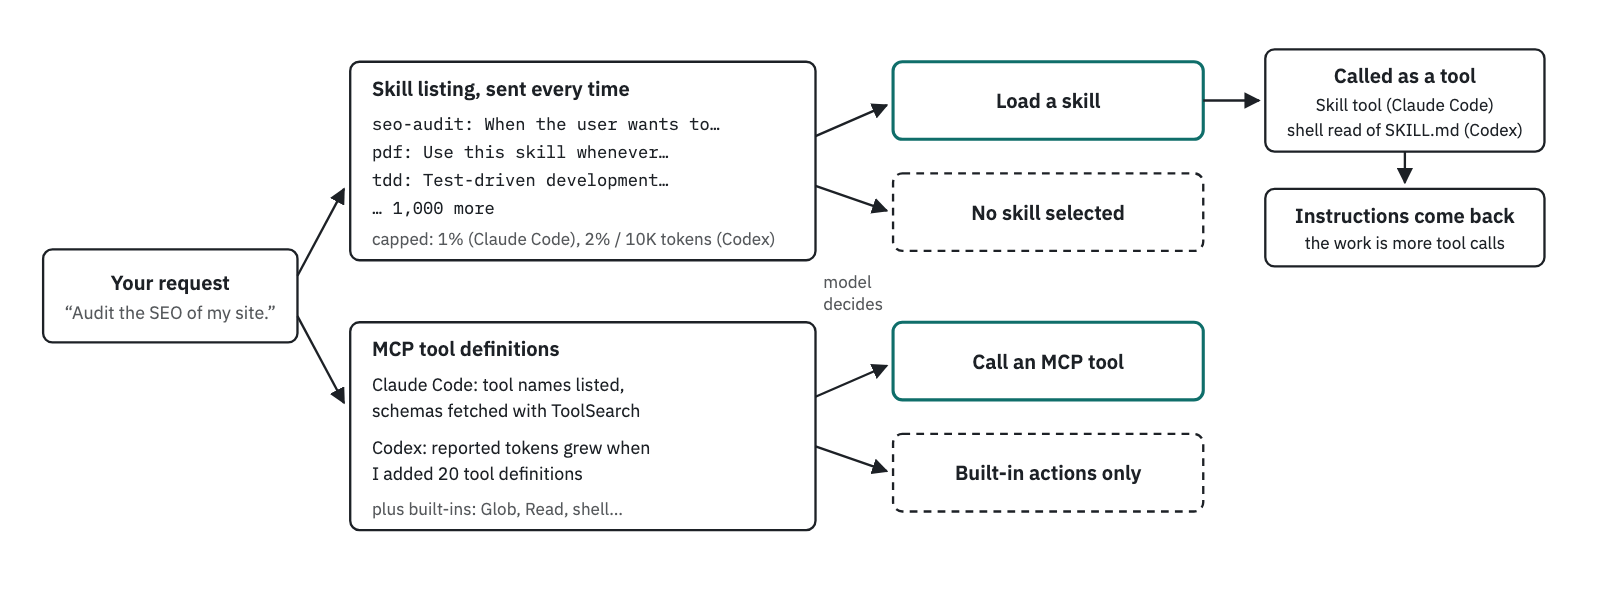 Your request
“Audit the SEO of my site.”
Skill listing, sent every time
seo-audit: When the user wants to…
pdf: Use this skill whenever…
tdd: Test-driven development…
… 1,000 more
capped: 1% (Claude Code), 2% / 10K tokens (Codex)
MCP tool definitions
Claude Code: tool names listed,
schemas fetched with ToolSearch
Codex: reported tokens grew when
I added 20 tool definitions
plus built-ins: Glob, Read, shell…
model
decides
Load a skill
No skill selected
Call an MCP tool
Built-in actions only
Called as a tool
Skill tool (Claude Code)
shell read of SKILL.md (Codex)
Instructions come back
the work is more tool calls